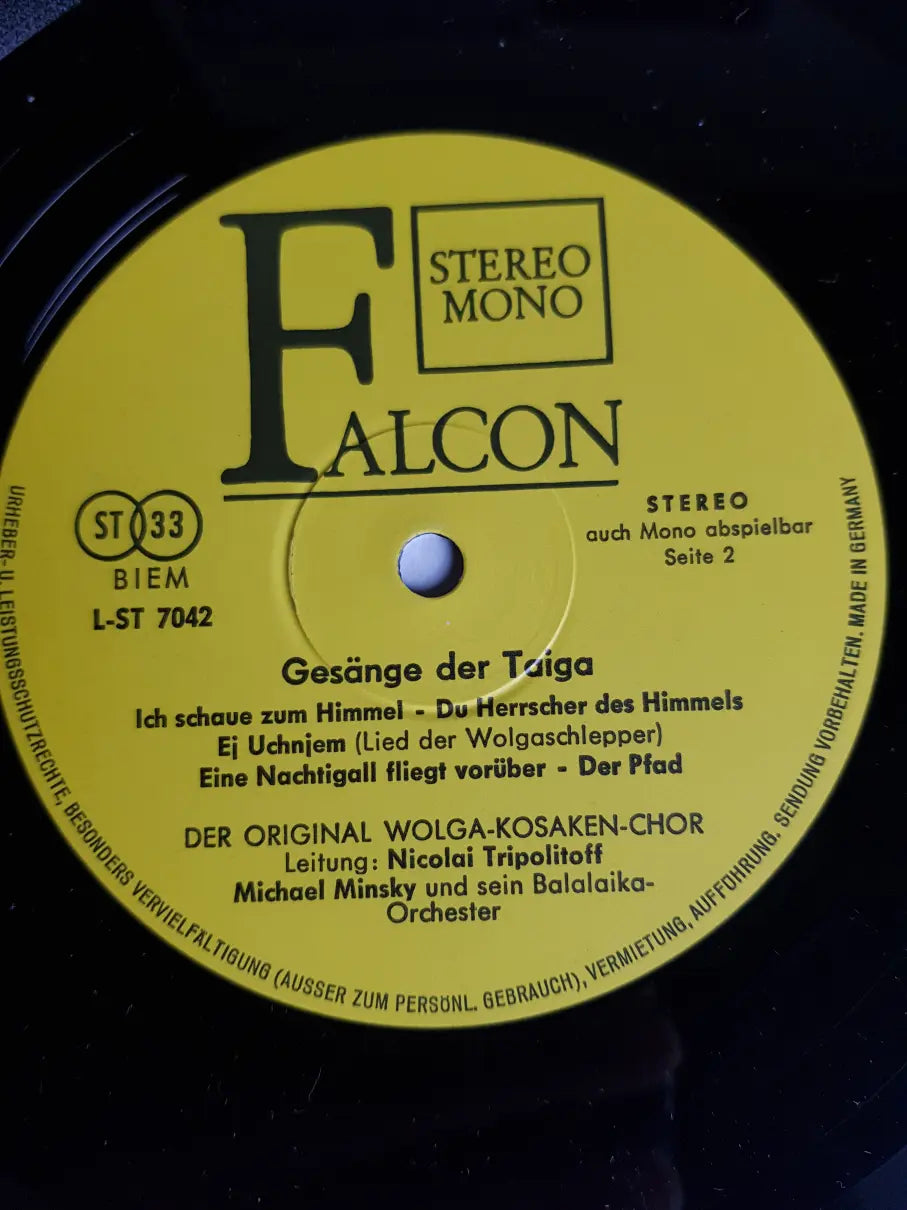 STEREO
MONO
FALCON
ST 33
BIEM
L-ST 7042
STEREO
auch Mono abspielbar
Seite 2
Gesänge der Taiga
Ich schaue zum Himmel - Du Herrscher des Himmels
Ej Uchnjem (Lied der Wolgaschlepper)
Eine Nachtigall fliegt vorüber - Der Pfad
DER ORIGINAL WOLGA-KOSAKEN-CHOR
Leitung: Nicolai Tripolitoff
Michael Minsky und sein Balalaika-
Orchester
URHEBER- U. LEISTUNGSSCHUTZRECHTE, BESONDERS VERVIELFÄLTIGUNG (AUSSER ZUM PERSÖNL. GEBRAUCH), VERMIETUNG, AUFFÜHRUNG. SENDUNG VORBEHALTEN. MADE IN GERMANY